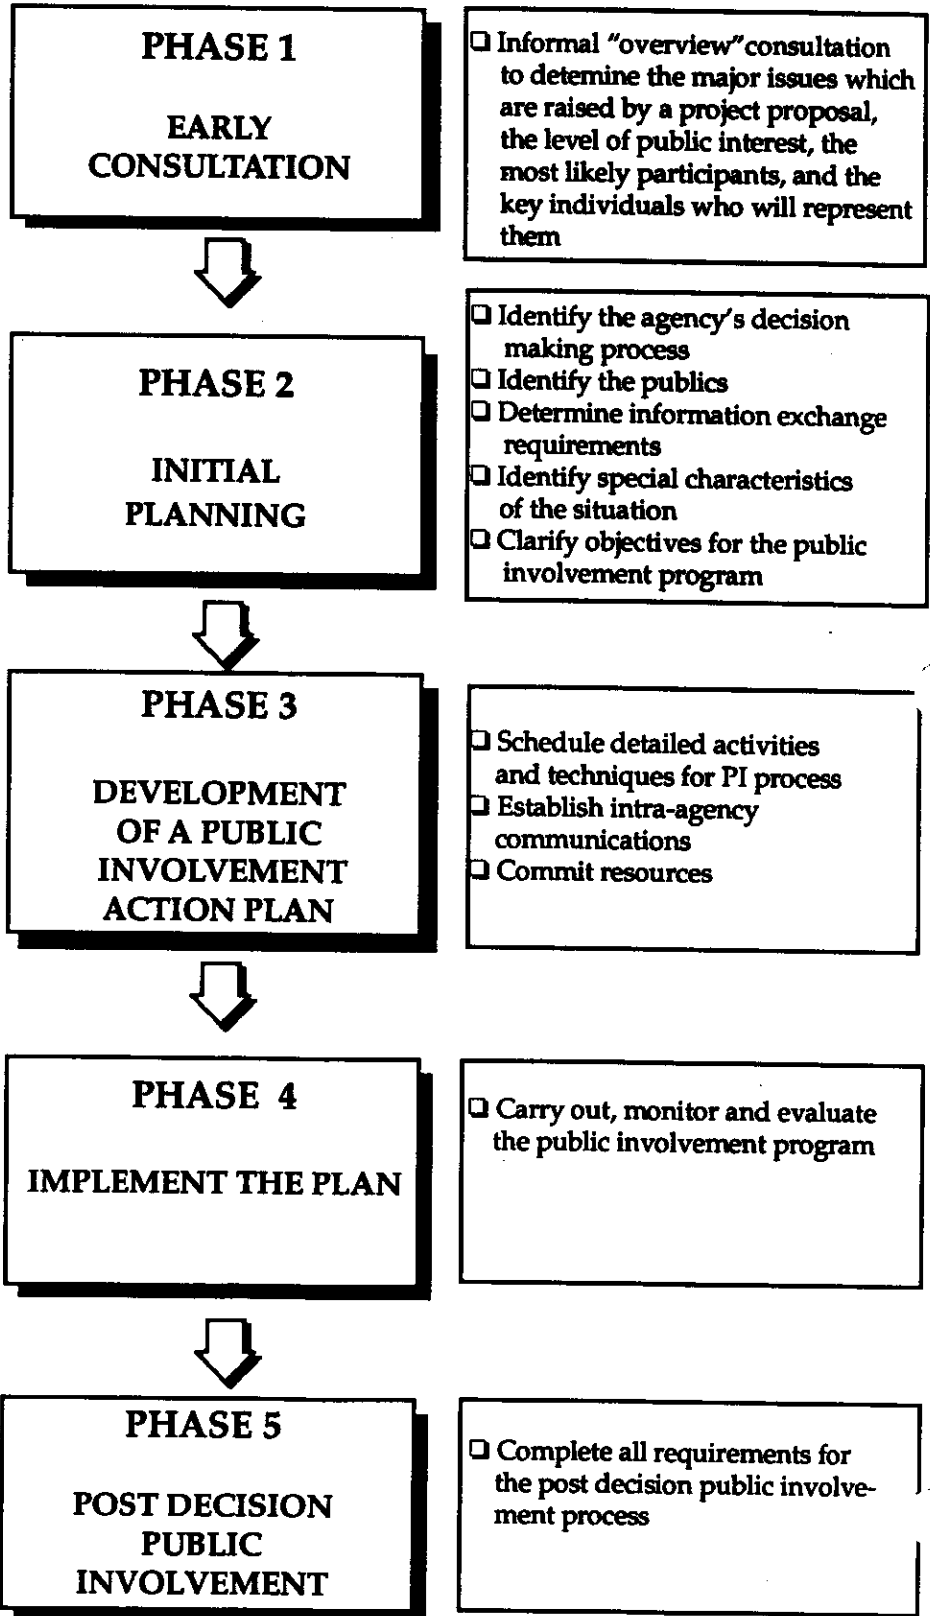 PHASE 1
EARLY
CONSULTATION
❑ Informal “overview”consultation
to detemine the major issues which
are raised by a project proposal,
the level of public interest, the
most likely participants, and the
key individuals who will represent
them
PHASE 2
INITIAL
PLANNING
❑ Identify the agency's decision
making process
❑ Identify the publics
❑ Determine information exchange
requirements
❑ Identify special characteristics
of the situation
❑ Clarify objectives for the public
involvement program
PHASE 3
DEVELOPMENT
OF A PUBLIC
INVOLVEMENT
ACTION PLAN
❑ Schedule detailed activities
and techniques for PI process
❑ Establish intra-agency
communications
❑ Commit resources
PHASE 4
IMPLEMENT THE PLAN
❑ Carry out, monitor and evaluate
the public involvement program
PHASE 5
POST DECISION
PUBLIC
INVOLVEMENT
❑ Complete all requirements for
the post decision public involve-
ment process